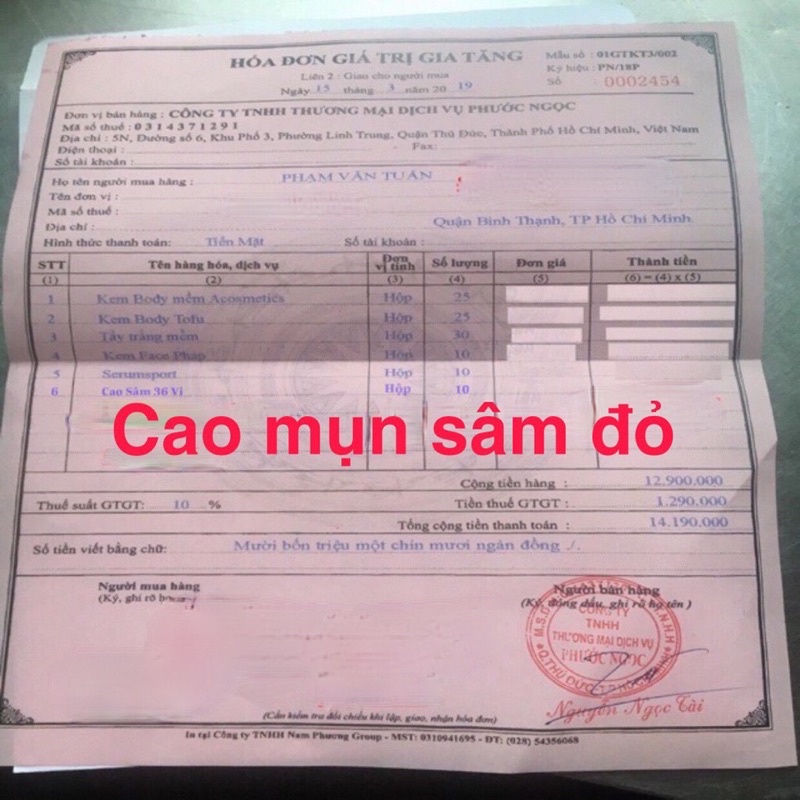 HÓA ĐƠN GIÁ TRỊ GIA TĂNG
Liên 2 : Giao cho người mua
Ngày 15 tháng 3 năm 20 19
Mẫu số : 01GTKT3/002
Ký hiệu : PN/18P
Số 0002454
Đơn vị bán hàng : CÔNG TY TNHH THƯƠNG MẠI DỊCH VỤ PHƯỚC NGỌC
Mã số thuế : 0314371291
Địa chỉ : 5N, Đường số 6, Khu Phố 3, Phường Linh Trung, Quận Thủ Đức, Thành Phố Hồ Chí Minh, Việt Nam
Điện thoại : - Fax:
Số tài khoản :
Họ tên người mua hàng : PHẠM VĂN TUẤN
Tên đơn vị :
Mã số thuế :
Địa chỉ : Quận Bình Thạnh, TP Hồ Chí Minh
Hình thức thanh toán: Tiền Mặt Số tài khoản :
STT Tên hàng hóa, dịch vụ Đơn vị tính Số lượng Đơn giá Thành tiền
(1) (2) (3) (4) (5) (6) = (4) x (5)
1 Kem Body mềm Acosmetics Hộp 25
2 Kem Body Tofu Hộp 25
3 Tẩy trắng mềm Hộp 30
4 Kem Face Pháp Hộp 10
5 Serumsport Hộp 10
6 Cao Sâm 36 Vị Hộp 10
Cao mụn sâm đỏ
Cộng tiền hàng : 12.900.000
Thuế suất GTGT: 10 % Tiền thuế GTGT : 1.290.000
Tổng cộng tiền thanh toán : 14.190.000
Số tiền viết bằng chữ: Mười bốn triệu một chín mươi ngàn đồng ./.
Người mua hàng
(Ký, ghi rõ
Người bán hàng
(Ký, đóng dấu, ghi rõ họ tên )
CÔNG TY
TNHH
THƯƠNG MẠI DỊCH VỤ
PHƯỚC NGỌC
Nguyễn Ngọc Tài
(Cần kiểm tra đối chiếu khi lập, giao, nhận hóa đơn)
In tại Công ty TNHH Nam Phương Group - MST: 0310941695 - ĐT: (028) 54356068